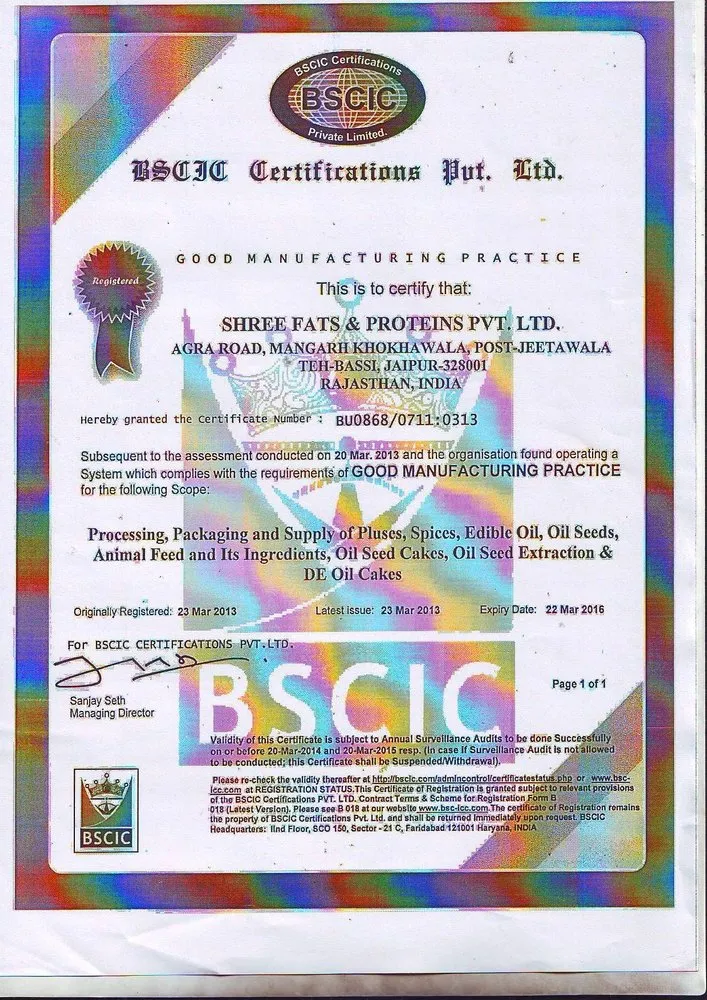 BSCIC Certifications
BSCIC
Private Limited.
BSCIC Certifications Pvt. Ltd.
Registered
GOOD MANUFACTURING PRACTICE
This is to certify that:
SHREE FATS & PROTEINS PVT. LTD.
AGRA ROAD, MANGARH KHOKHAWALA, POST-JEETAWALA
TEH-BASSI, JAIPUR-328001
RAJASTHAN, INDIA
Hereby granted the Certificate Number : BU0868/0711:0313
Subsequent to the assessment conducted on 20 Mar. 2013 and the organisation found operating a
System which complies with the requirements of GOOD MANUFACTURING PRACTICE
for the following Scope:
Processing, Packaging and Supply of Pluses, Spices, Edible Oil, Oil Seeds,
Animal Feed and Its Ingredients, Oil Seed Cakes, Oil Seed Extraction &
DE Oil Cakes
Originally Registered: 23 Mar 2013 Latest issue: 23 Mar 2013 Expiry Date: 22 Mar 2016
For BSCIC CERTIFICATIONS PVT.LTD.
BSCIC
Page 1 of 1
Sanjay Seth
Managing Director
Validity of this Certificate is subject to Annual Surveillance Audits to be done Successfully
on or before 20-Mar-2014 and 20-Mar-2015 resp. (In case if Surveillance Audit is not allowed
to be conducted; this Certificate shall be Suspended/Withdrawal).
Please re-check the validity thereafter at http://bscic.com/admincontrol/certificatestatus.php or www.bsc-
icc.com at REGISTRATION STATUS.This Certificate of Registration is granted subject to relevant provisions
of the BSCIC Certifications PVT. LTD. Contract Terms & Scheme for Registration Form B
018 (Latest Version). Please see B 018 at our website www.bsc-icc.com.The certificate of Registration remains
the property of BSCIC Certifications Pvt. Ltd. and shall be returned immediately upon request. BSCIC
Headquarters: IInd Floor, SCO 150, Sector - 21 C, Faridabad 121001 Haryana, INDIA
BSCIC